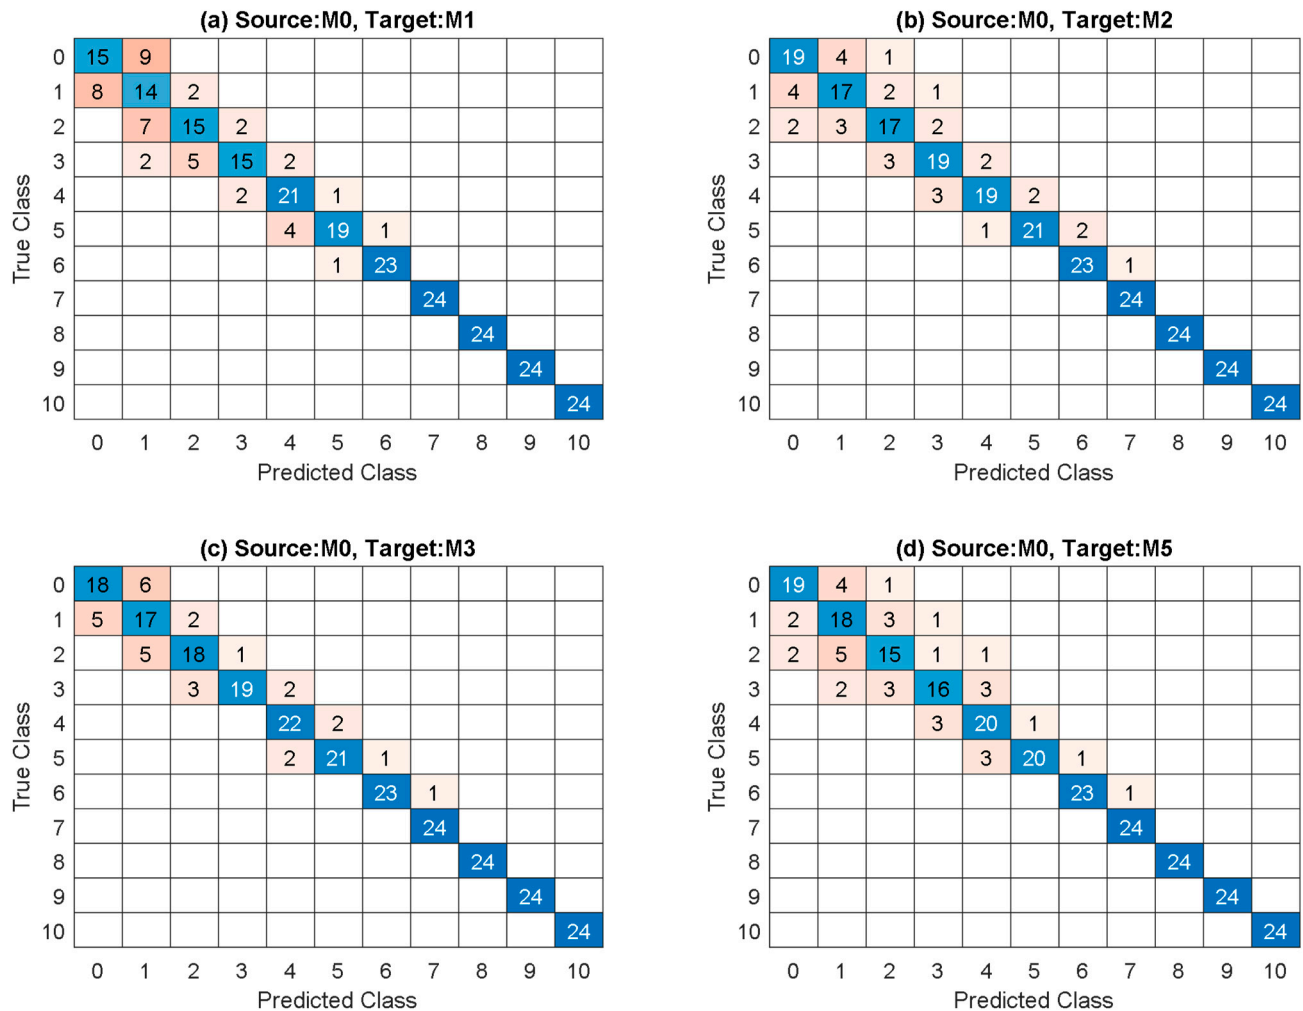 (a) Source:M0, Target:M1
0 15 9
1 8 14 2
2 7 15 2
3 2 5 15 2
4 2 21 1
5 4 19 1
6 1 23
7 24
8 24
9 24
10 24
0 1 2 3 4 5 6 7 8 9 10
Predicted Class
True Class
(b) Source:M0, Target:M2
0 19 4 1
1 4 17 2 1
2 2 3 17 2
3 3 19 2
4 3 19 2
5 1 21 2
6 23 1
7 24
8 24
9 24
10 24
0 1 2 3 4 5 6 7 8 9 10
Predicted Class
True Class
(c) Source:M0, Target:M3
0 18 6
1 5 17 2
2 5 18 1
3 3 19 2
4 22 2
5 2 21 1
6 23 1
7 24
8 24
9 24
10 24
0 1 2 3 4 5 6 7 8 9 10
Predicted Class
True Class
(d) Source:M0, Target:M5
0 19 4 1
1 2 18 3 1
2 2 5 15 1 1
3 2 3 16 3
4 3 20 1
5 3 20 1
6 23 1
7 24
8 24
9 24
10 24
0 1 2 3 4 5 6 7 8 9 10
Predicted Class
True Class